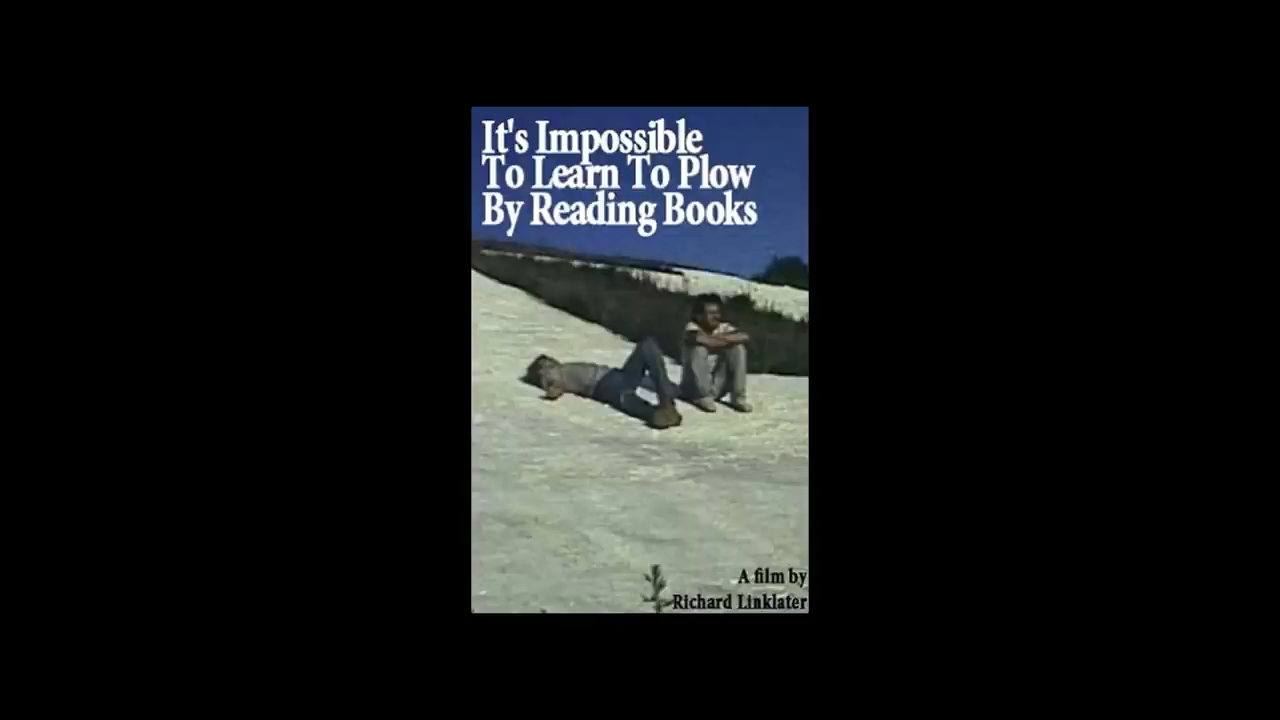 It's Impossible
To Learn To Plow
By Reading Books
A film by
Richard Linklater